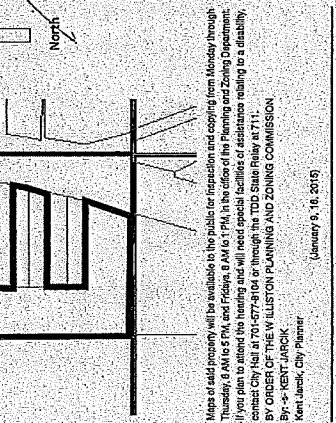 North
Maps of said property will be available to the public for inspection and copying from Monday through
Thursday, 8 AM to 5 PM, and Fridays, 8 AM to 1 PM, in the office of the Planning and Zoning Department.
If you plan to attend the hearing and will need special facilities or assistance relating to a disability,
contact City Hall at 701-577-8104 or through the TDD State Relay at 711.
BY ORDER OF THE W ILLISTON PLANNING AND ZONING COMMISSION
By: -s- KENT JARCIK
Kent Jarcik, City Planner
(January 9, 16, 2015)